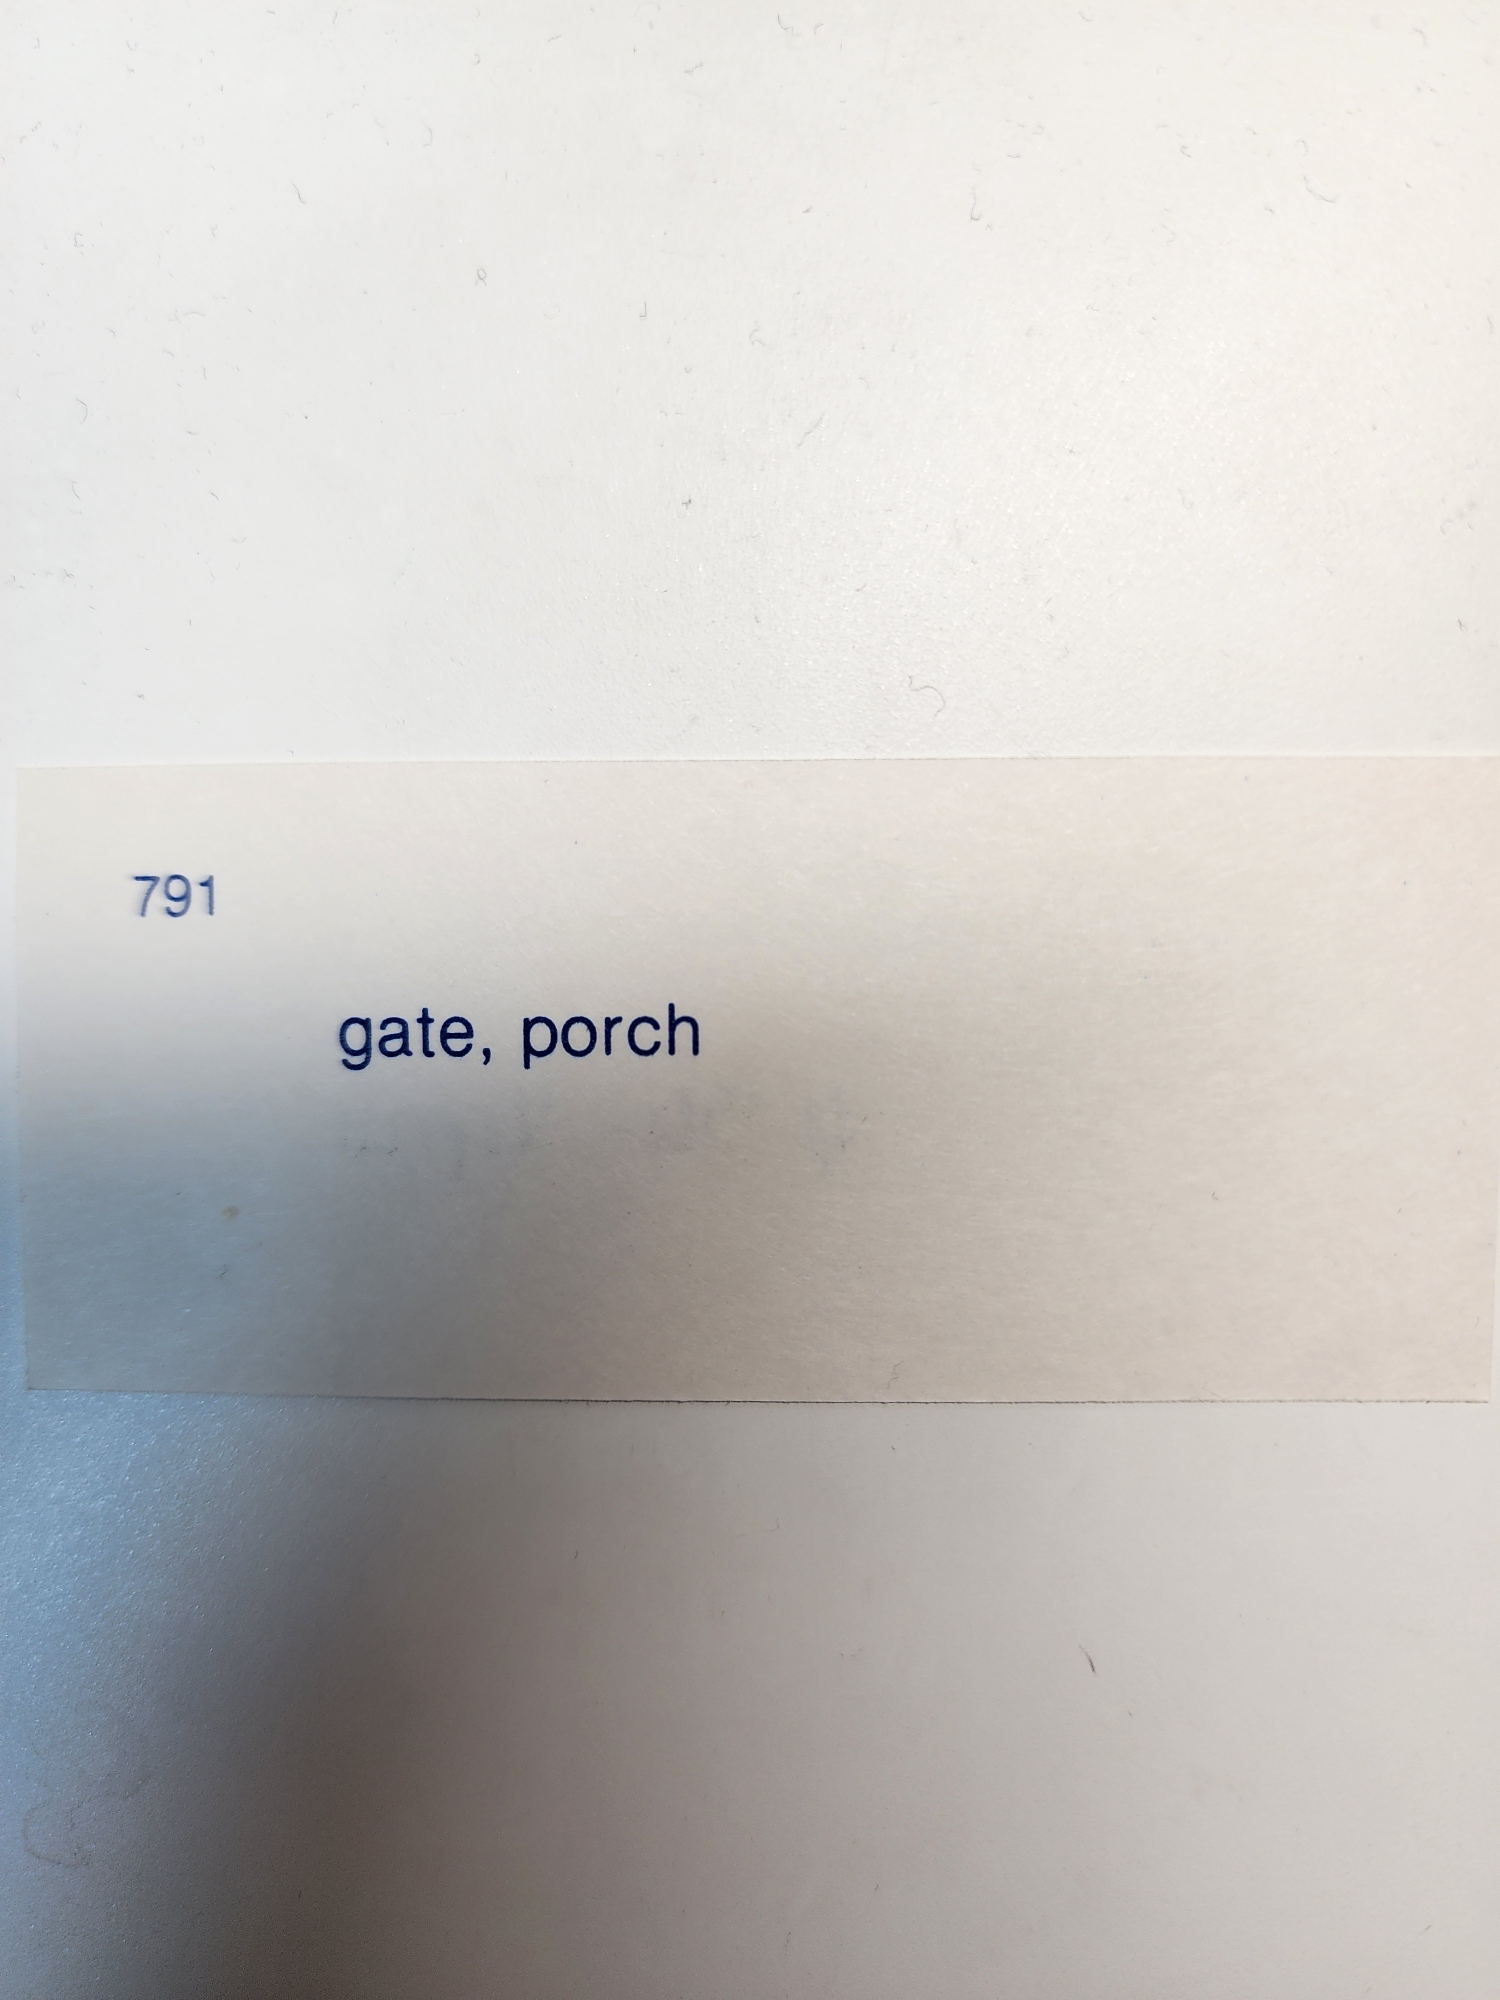 791
gate, porch